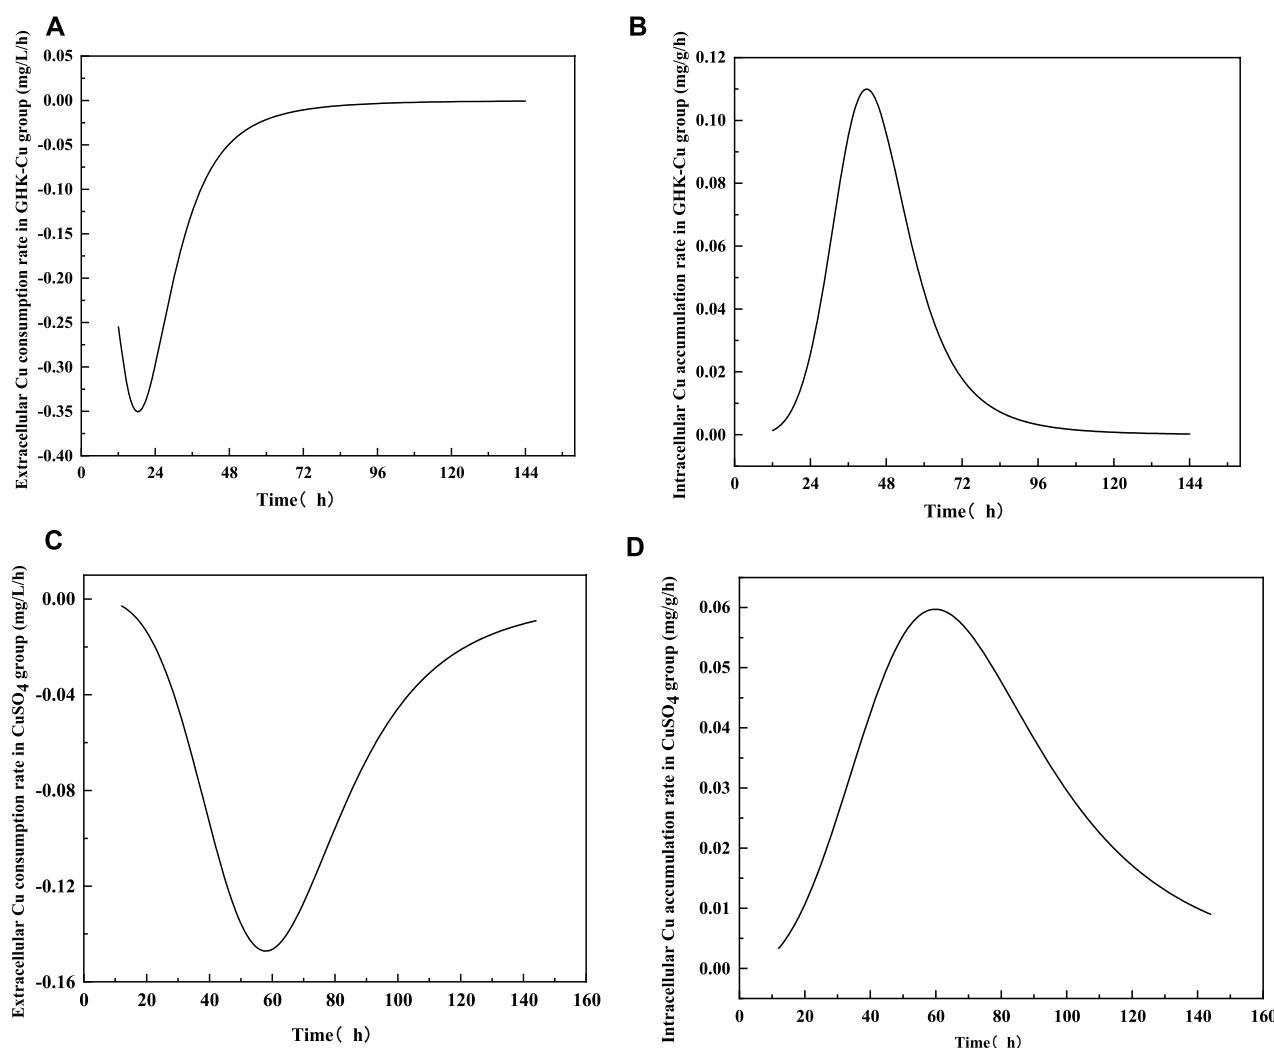 A
Extracellular Cu consumption rate in GHK-Cu group (mg/L/h)
0.05
0.00
-0.05
-0.10
-0.15
-0.20
-0.25
-0.30
-0.35
-0.40
0 24 48 72 96 120 144
Time( h)
B
Intracellular Cu accumulation rate in GHK-Cu group (mg/g/h)
0.12
0.10
0.08
0.06
0.04
0.02
0.00
0 24 48 72 96 120 144
Time( h)
C
Extracellular Cu consumption rate in CuSO4 group (mg/L/h)
0.00
-0.04
-0.08
-0.12
-0.16
0 20 40 60 80 100 120 140 160
Time( h)
D
Intracellular Cu accumulation rate in CuSO4 group (mg/g/h)
0.06
0.05
0.04
0.03
0.02
0.01
0.00
0 20 40 60 80 100 120 140 160
Time( h)